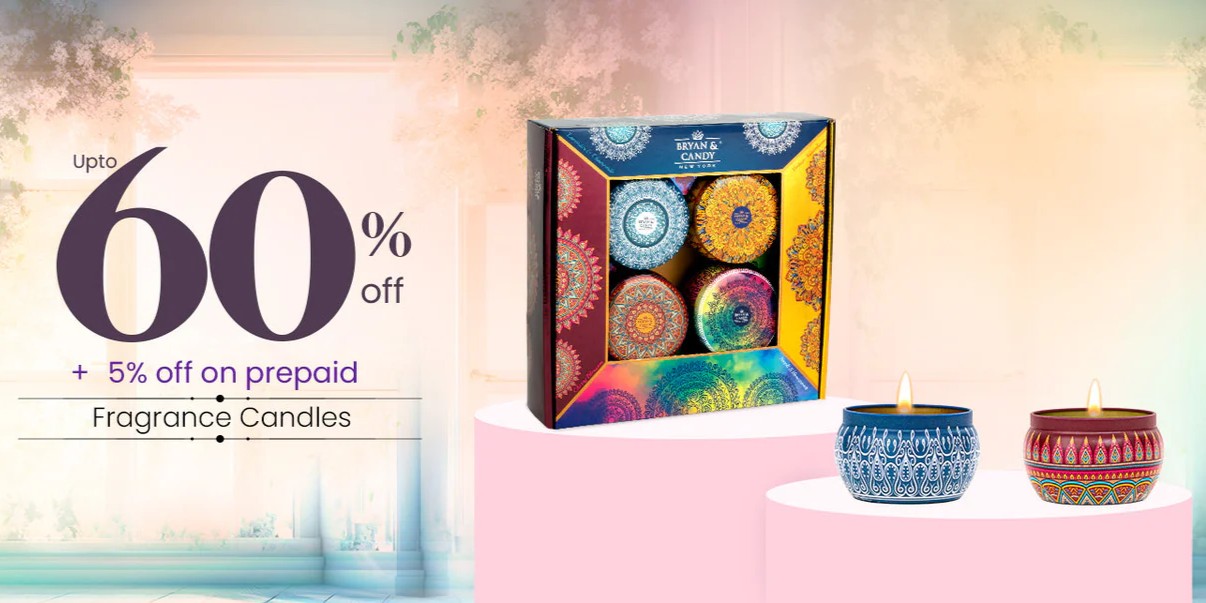 Upto
60%
off
+ 5% off on prepaid
Fragrance Candles
BRYAN &
CANDY
NEW YORK